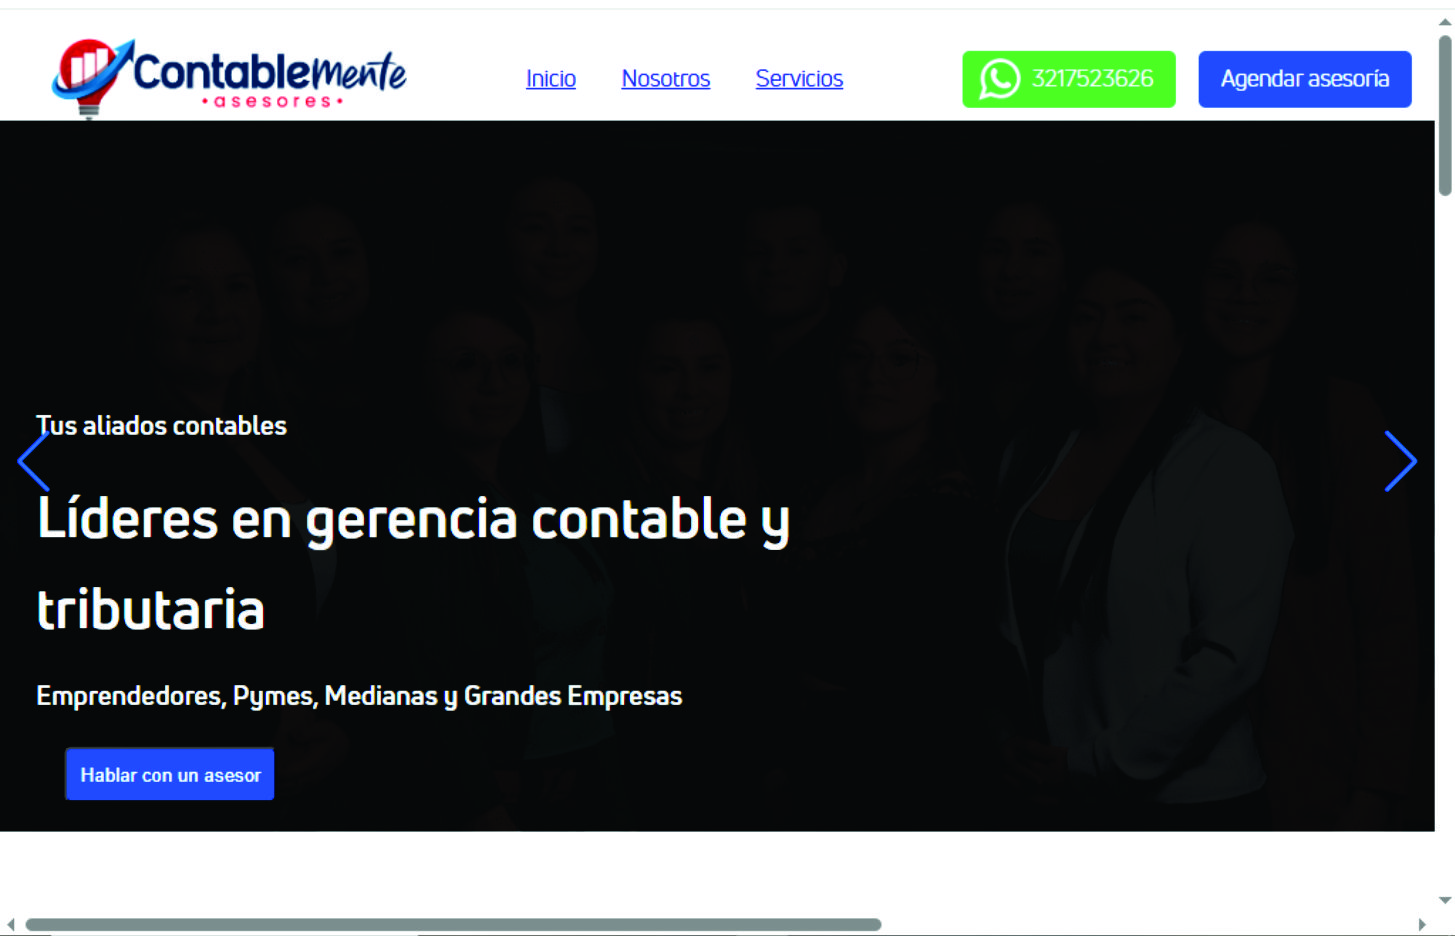 Contablemente
•asesores•
Inicio Nosotros Servicios
3217523626
Agendar asesoría
Tus aliados contables
Líderes en gerencia contable y
tributaria
Emprendedores, Pymes, Medianas y Grandes Empresas
Hablar con un asesor